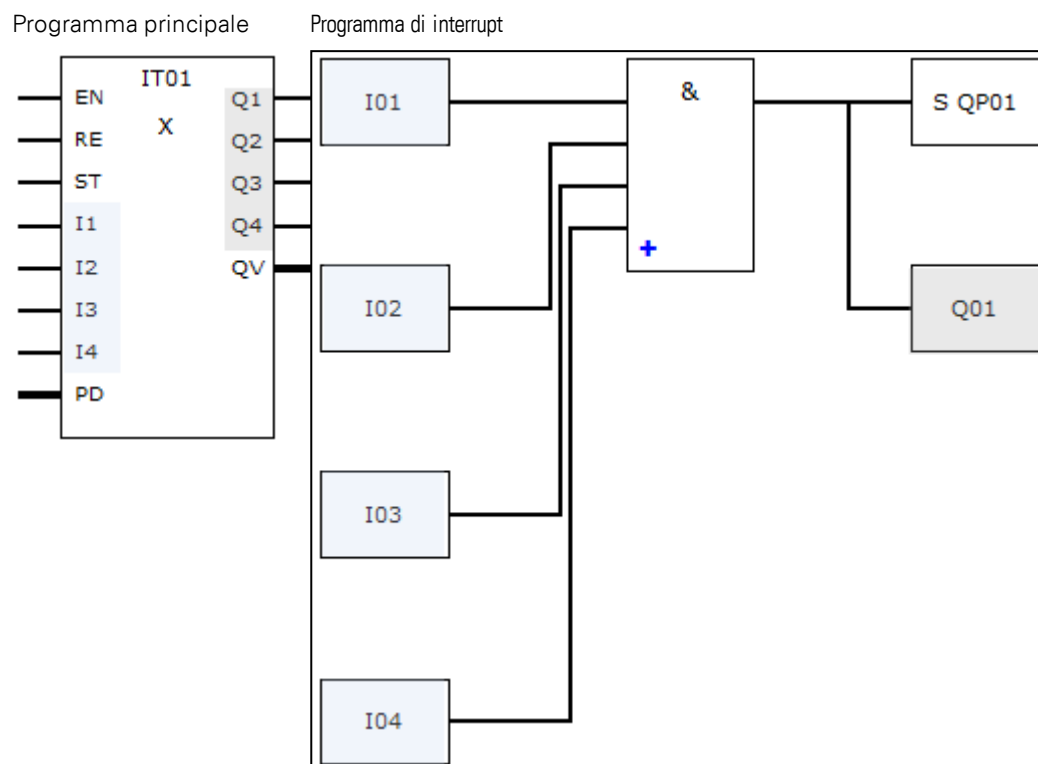 Programma principale
Programma di interrupt
IT01
X
EN
RE
ST
I1
I2
I3
I4
PD
Q1
Q2
Q3
Q4
QV
I01
I02
I03
I04
&
+
S QP01
Q01